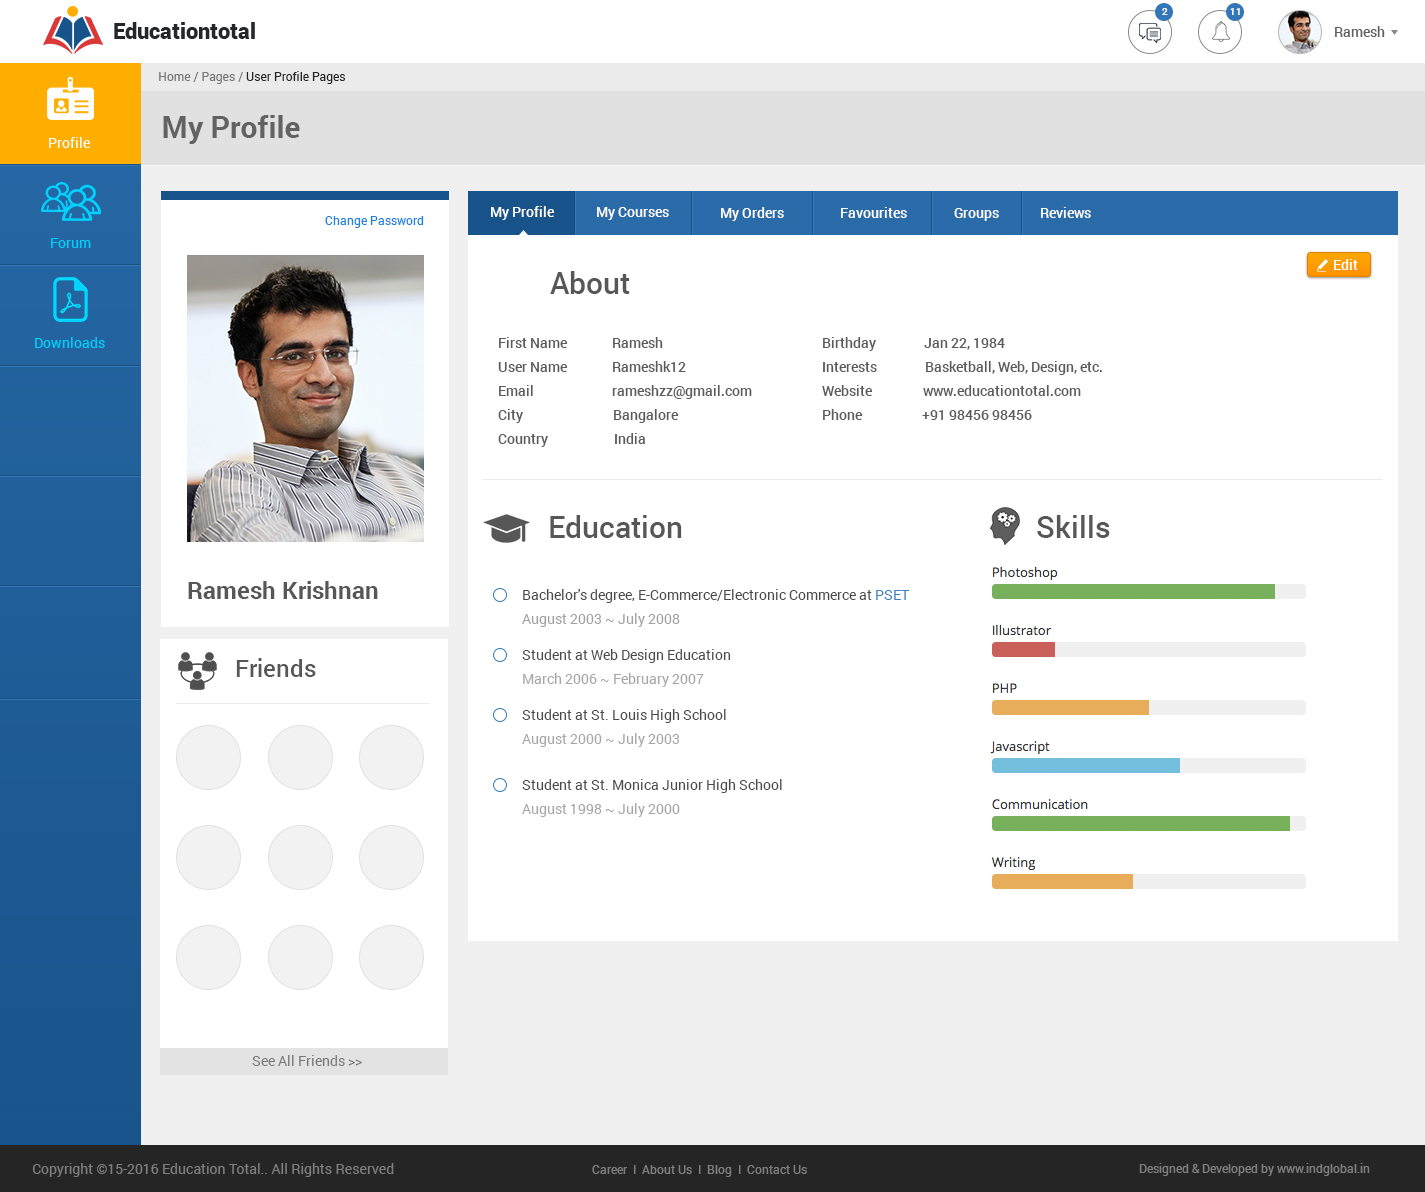 Educationtotal
2
11
Ramesh
Home / Pages / User Profile Pages
My Profile
Profile
Forum
Downloads
Change Password
Ramesh Krishnan
Friends
See All Friends >>
My Profile
My Courses
My Orders
Favourites
Groups
Reviews
About
Edit
First Name Ramesh Birthday Jan 22, 1984
User Name Rameshk12 Interests Basketball, Web, Design, etc.
Email rameshzz@gmail.com Website www.educationtotal.com
City Bangalore Phone +91 98456 98456
Country India
Education
Bachelor's degree, E-Commerce/Electronic Commerce at PSET
August 2003 ~ July 2008
Student at Web Design Education
March 2006 ~ February 2007
Student at St. Louis High School
August 2000 ~ July 2003
Student at St. Monica Junior High School
August 1998 ~ July 2000
Skills
Photoshop
Illustrator
PHP
Javascript
Communication
Writing
Copyright ©15-2016 Education Total.. All Rights Reserved
Career I About Us I Blog I Contact Us
Designed & Developed by www.indglobal.in